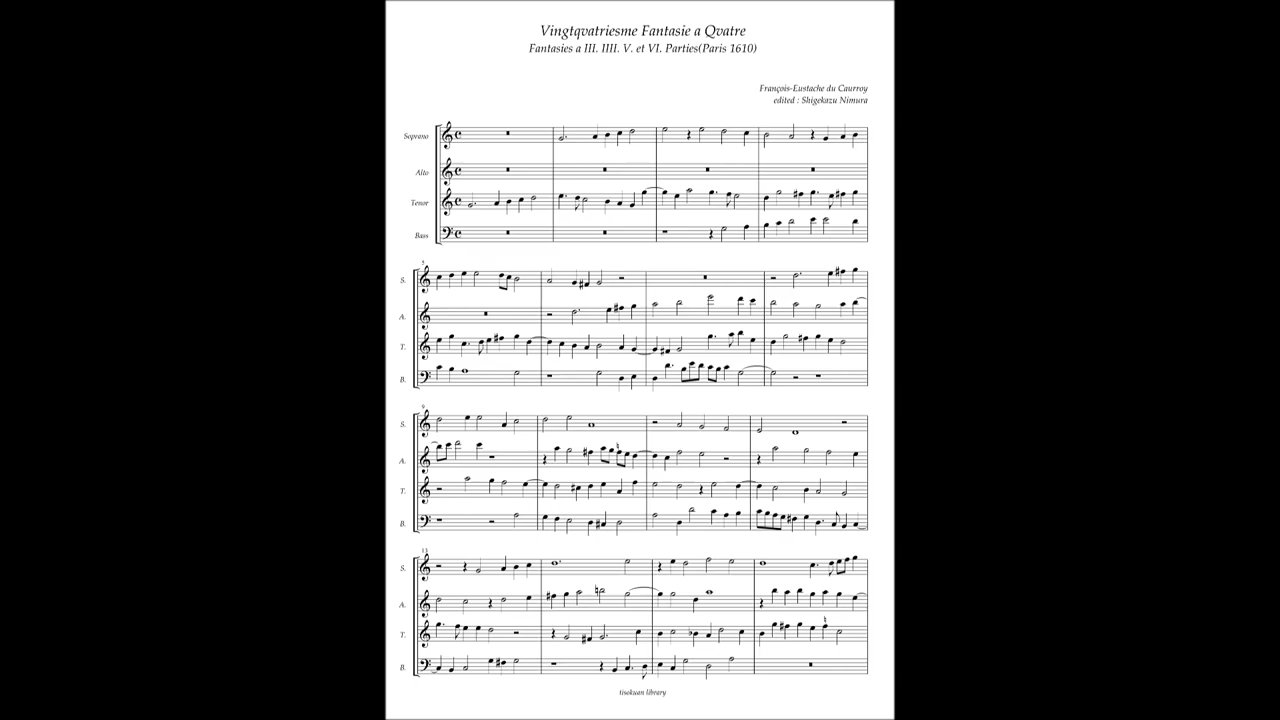 Vingtqvatriesme Fantasie a Qvatre
Fantasies a III. IIII. V. et VI. Parties(Paris 1610)
François-Eustache du Caurroy
edited : Shigekazu Nimura
Soprano
Alto
Tenor
Bass
5
S.
A.
T.
B.
9
S.
A.
T.
B.
13
S.
A.
T.
B.
tisokuan library